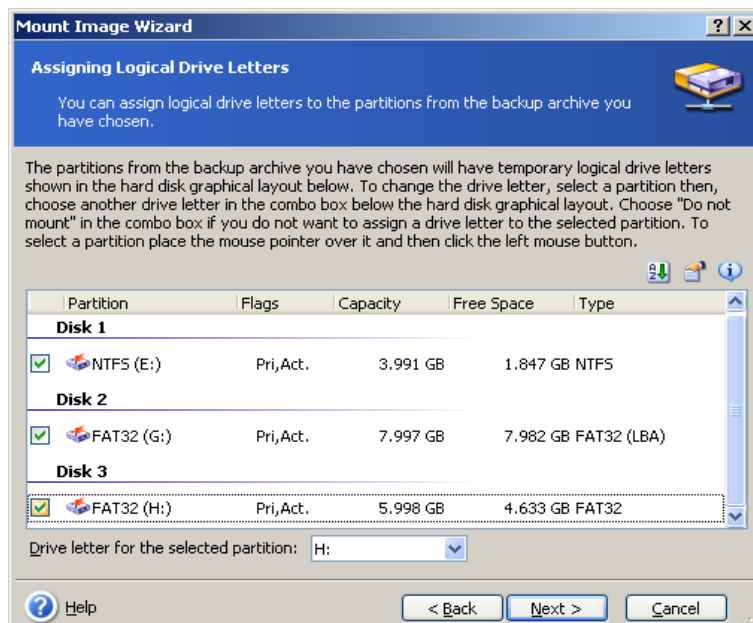 Mount Image Wizard
Assigning Logical Drive Letters
You can assign logical drive letters to the partitions from the backup archive you
have chosen.
The partitions from the backup archive you have chosen will have temporary logical drive letters
shown in the hard disk graphical layout below. To change the drive letter, select a partition then,
choose another drive letter in the combo box below the hard disk graphical layout. Choose "Do not
mount" in the combo box if you do not want to assign a drive letter to the selected partition. To
select a partition place the mouse pointer over it and then click the left mouse button.
Partition Flags Capacity Free Space Type
Disk 1
NTFS (E:) Pri,Act. 3.991 GB 1.847 GB NTFS
Disk 2
FAT32 (G:) Pri,Act. 7.997 GB 7.982 GB FAT32 (LBA)
Disk 3
FAT32 (H:) Pri,Act. 5.998 GB 4.633 GB FAT32
Drive letter for the selected partition: H:
Help < Back Next > Cancel